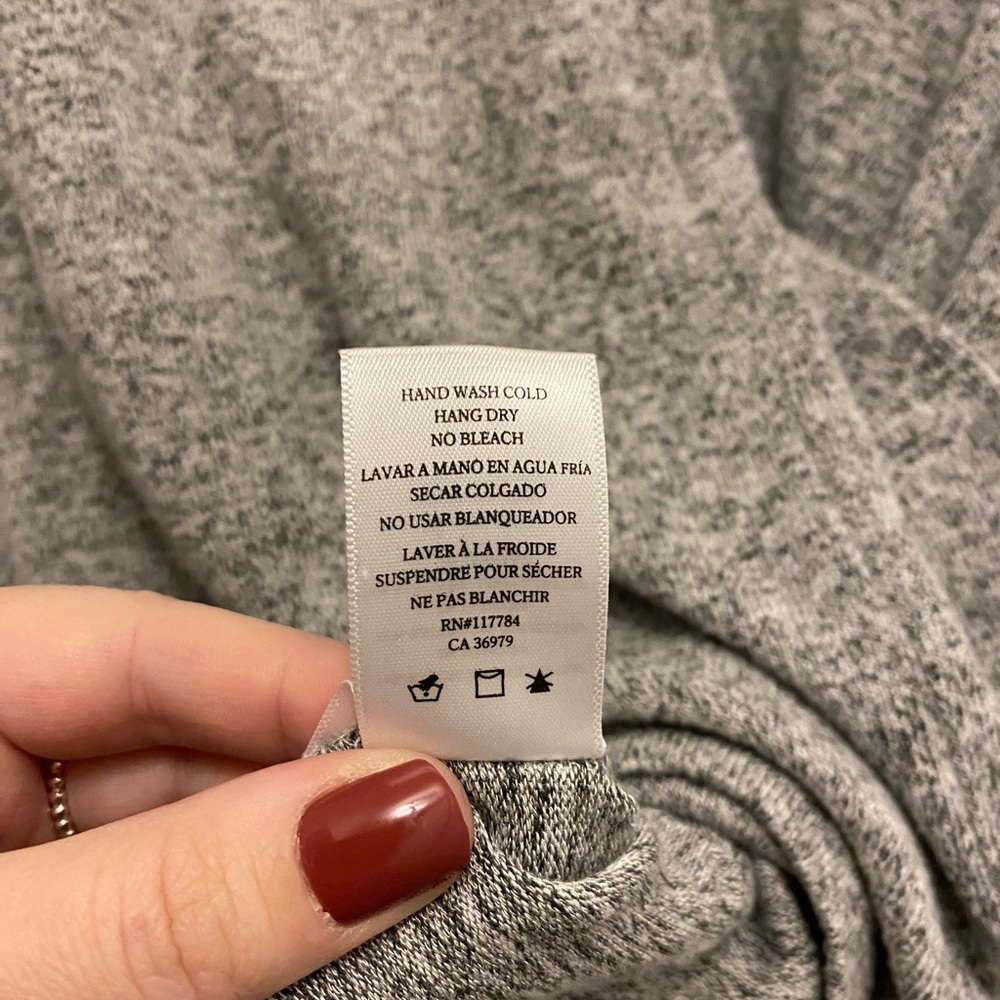 HAND WASH COLD
HANG DRY
NO BLEACH
LAVAR A MANO EN AGUA FRÍA
SECAR COLGADO
NO USAR BLANQUEADOR
LAVER À LA FROIDE
SUSPENDRE POUR SÉCHER
NE PAS BLANCHIR
RN#117784
CA 36979